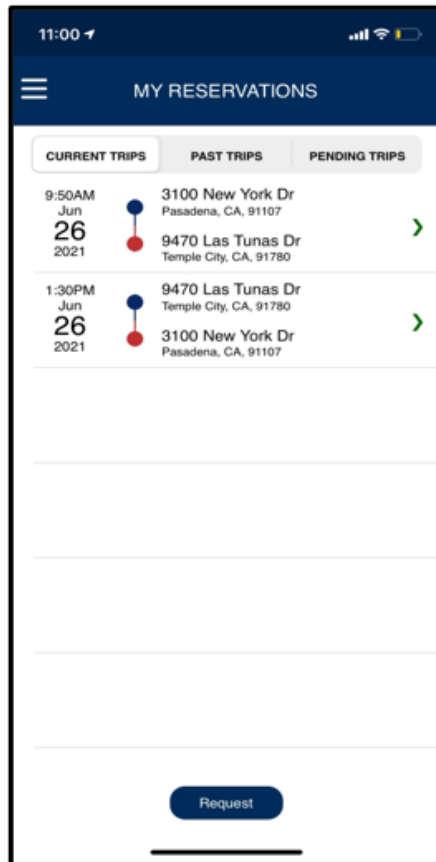 11:00
MY RESERVATIONS
CURRENT TRIPS
PAST TRIPS
PENDING TRIPS
9:50AM
Jun
26
2021
3100 New York Dr
Pasadena, CA, 91107
9470 Las Tunas Dr
Temple City, CA, 91780
1:30PM
Jun
26
2021
9470 Las Tunas Dr
Temple City, CA, 91780
3100 New York Dr
Pasadena, CA, 91107
Request